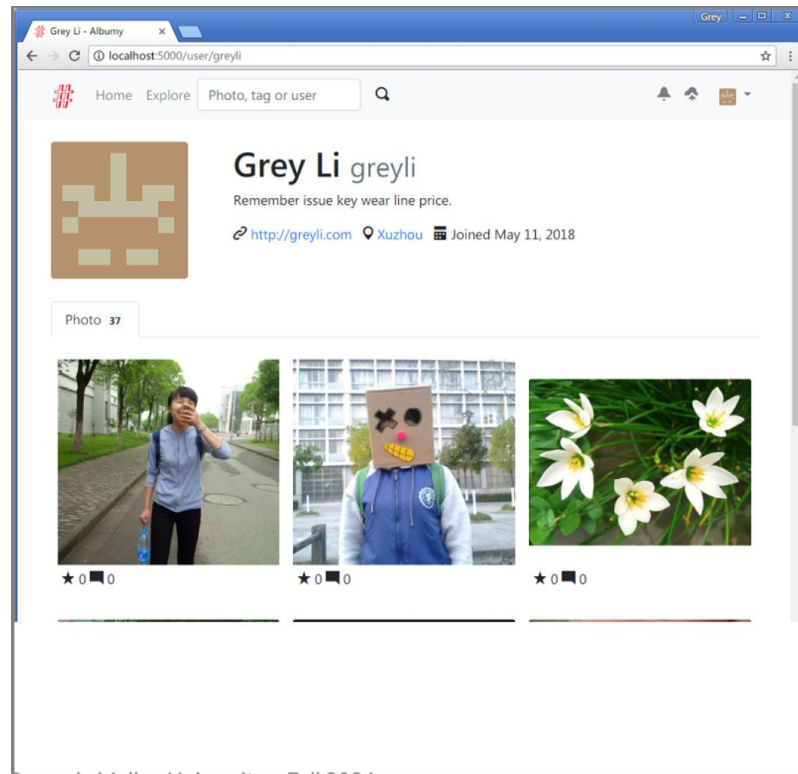 Grey
Grey Li - Albumy
localhost:5000/user/greyli
Home Explore Photo, tag or user
Grey Li greyli
Remember issue key wear line price.
http://greyli.com Xuzhou Joined May 11, 2018
Photo 37
0 0
0 0
0 0